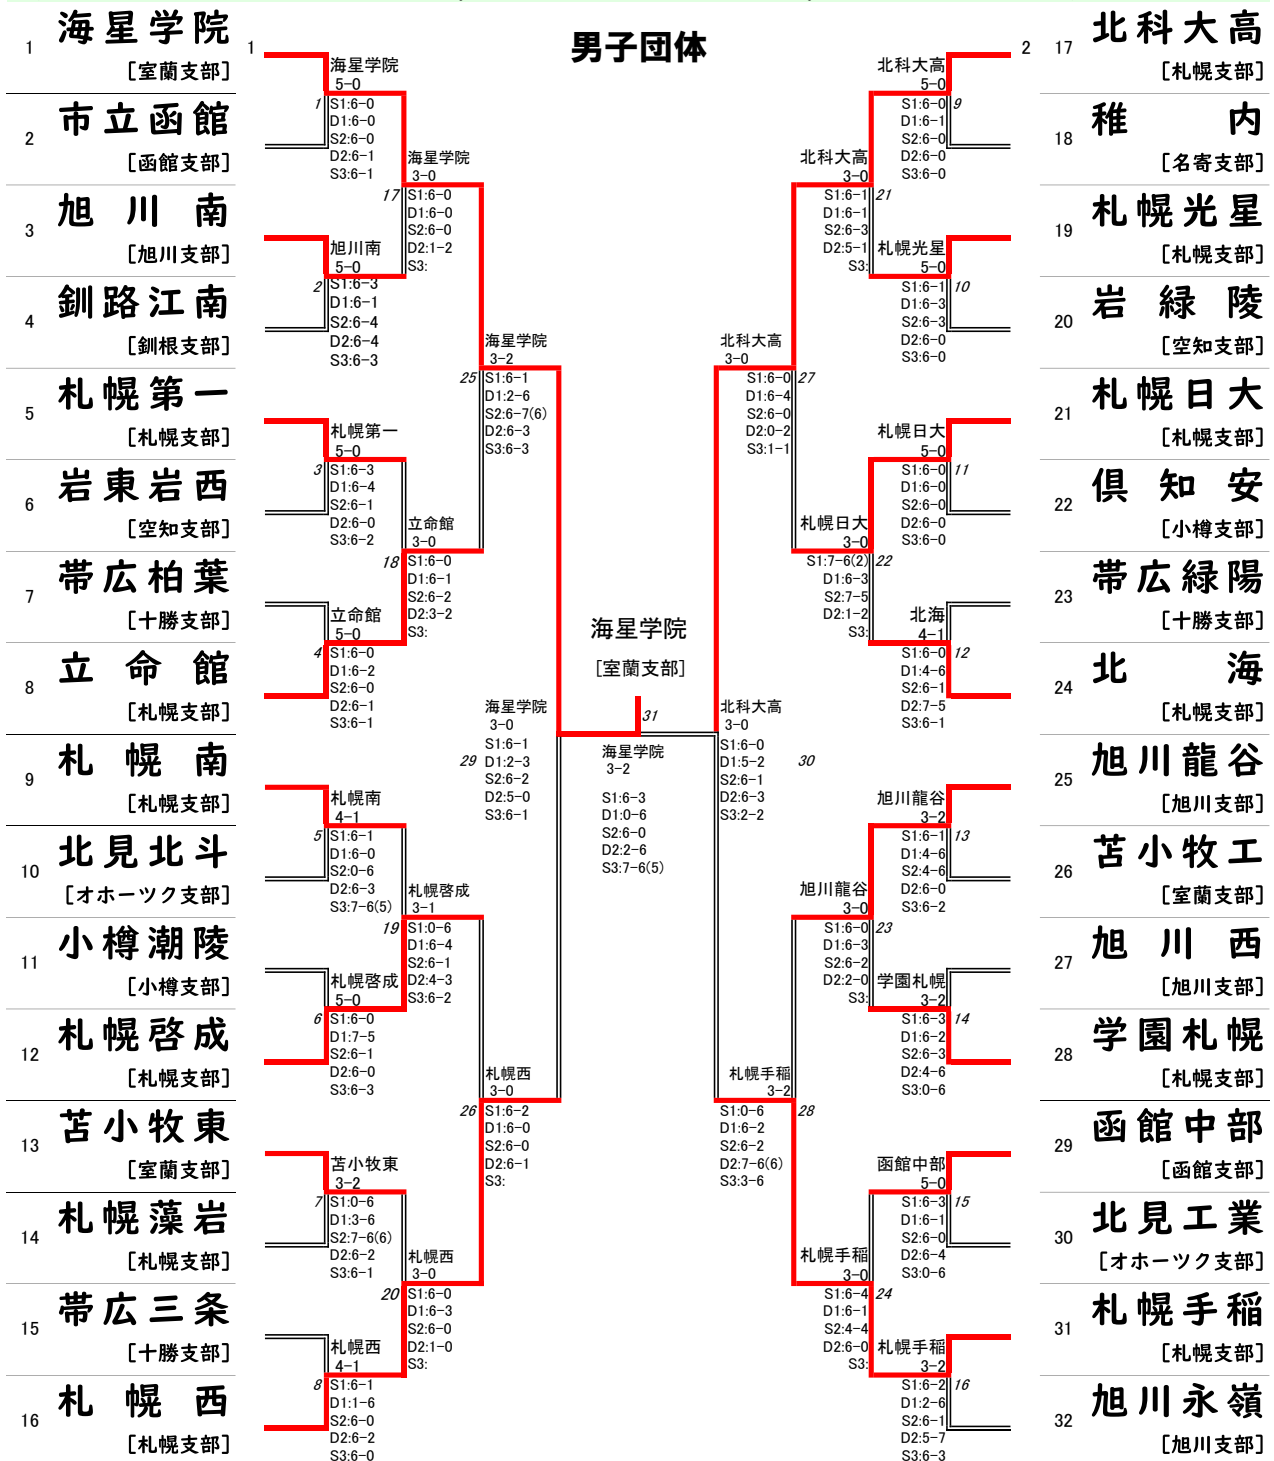 男子団体
1 海星学院 1
[室蘭支部]
2 市立函館
[函館支部]
3 旭川南
[旭川支部]
4 釧路江南
[釧根支部]
5 札幌第一
[札幌支部]
6 岩東岩西
[空知支部]
7 帯広柏葉
[十勝支部]
8 立命館
[札幌支部]
9 札幌南
[札幌支部]
10 北見北斗
[オホーツク支部]
11 小樽潮陵
[小樽支部]
12 札幌啓成
[札幌支部]
13 苫小牧東
[室蘭支部]
14 札幌藻岩
[札幌支部]
15 帯広三条
[十勝支部]
16 札幌西
[札幌支部]
海星学院
5-0
1 S1:6-0
D1:6-0
S2:6-0
D2:6-1
S3:6-1
旭川南
5-0
2 S1:6-3
D1:6-1
S2:6-4
D2:6-4
S3:6-3
札幌第一
5-0
3 S1:6-3
D1:6-4
S2:6-1
D2:6-0
S3:6-2
立命館
5-0
4 S1:6-0
D1:6-2
S2:6-0
D2:6-1
S3:6-1
札幌南
4-1
5 S1:6-1
D1:6-0
S2:0-6
D2:6-3
S3:7-6(5)
札幌啓成
5-0
6 S1:6-0
D1:7-5
S2:6-1
D2:6-0
S3:6-3
苫小牧東
3-2
7 S1:0-6
D1:3-6
S2:7-6(6)
D2:6-2
S3:6-1
札幌西
4-1
8 S1:6-1
D1:1-6
S2:6-0
D2:6-2
S3:6-0
海星学院
3-0
17 S1:6-0
D1:6-0
S2:6-0
D2:1-2
S3:
立命館
3-0
18 S1:6-0
D1:6-1
S2:6-2
D2:3-2
S3:
札幌啓成
3-1
19 S1:0-6
D1:6-4
S2:6-1
D2:4-3
S3:6-2
札幌西
3-0
20 S1:6-0
D1:6-3
S2:6-0
D2:1-0
S3:
海星学院
3-2
25 S1:6-1
D1:2-6
S2:6-7(6)
D2:6-3
S3:6-3
札幌西
3-0
26 S1:6-2
D1:6-0
S2:6-0
D2:6-1
S3:
海星学院
3-0
29 S1:6-1
D1:2-3
S2:6-2
D2:5-0
S3:6-1
海星学院
[室蘭支部]
31
海星学院
3-2
S1:6-3
D1:0-6
S2:6-0
D2:2-6
S3:7-6(5)
北科大高
3-0
30 S1:6-0
D1:5-2
S2:6-1
D2:6-3
S3:2-2
北科大高
3-0
27 S1:6-0
D1:6-4
S2:6-0
D2:0-2
S3:1-1
札幌手稲
3-2
28 S1:0-6
D1:6-2
S2:6-2
D2:7-6(6)
S3:3-6
北科大高
3-0
21 S1:6-1
D1:6-1
S2:6-3
D2:5-1
S3:
札幌日大
3-0
22 S1:7-6(2)
D1:6-3
S2:7-5
D2:1-2
S3:
旭川龍谷
3-0
23 S1:6-0
D1:6-3
S2:6-2
D2:2-0
S3:
札幌手稲
3-0
24 S1:6-4
D1:6-1
S2:4-4
D2:6-0
S3:
北科大高
5-0
9 S1:6-0
D1:6-1
S2:6-0
D2:6-0
S3:6-0
札幌光星
5-0
10 S1:6-1
D1:6-3
S2:6-3
D2:6-0
S3:6-0
札幌日大
5-0
11 S1:6-0
D1:6-0
S2:6-0
D2:6-0
S3:6-0
北海
4-1
12 S1:6-0
D1:4-6
S2:6-1
D2:7-5
S3:6-1
旭川龍谷
3-2
13 S1:6-1
D1:4-6
S2:4-6
D2:6-0
S3:6-2
学園札幌
3-2
14 S1:6-3
D1:6-2
S2:6-3
D2:4-6
S3:0-6
函館中部
5-0
15 S1:6-3
D1:6-1
S2:6-0
D2:6-4
S3:0-6
札幌手稲
3-2
16 S1:6-2
D1:2-6
S2:6-1
D2:5-7
S3:6-3
2 17 北科大高
[札幌支部]
18 稚内
[名寄支部]
19 札幌光星
[札幌支部]
20 岩緑陵
[空知支部]
21 札幌日大
[札幌支部]
22 倶知安
[小樽支部]
23 帯広緑陽
[十勝支部]
24 北海
[札幌支部]
25 旭川龍谷
[旭川支部]
26 苫小牧工
[室蘭支部]
27 旭川西
[旭川支部]
28 学園札幌
[札幌支部]
29 函館中部
[函館支部]
30 北見工業
[オホーツク支部]
31 札幌手稲
[札幌支部]
32 旭川永嶺
[旭川支部]